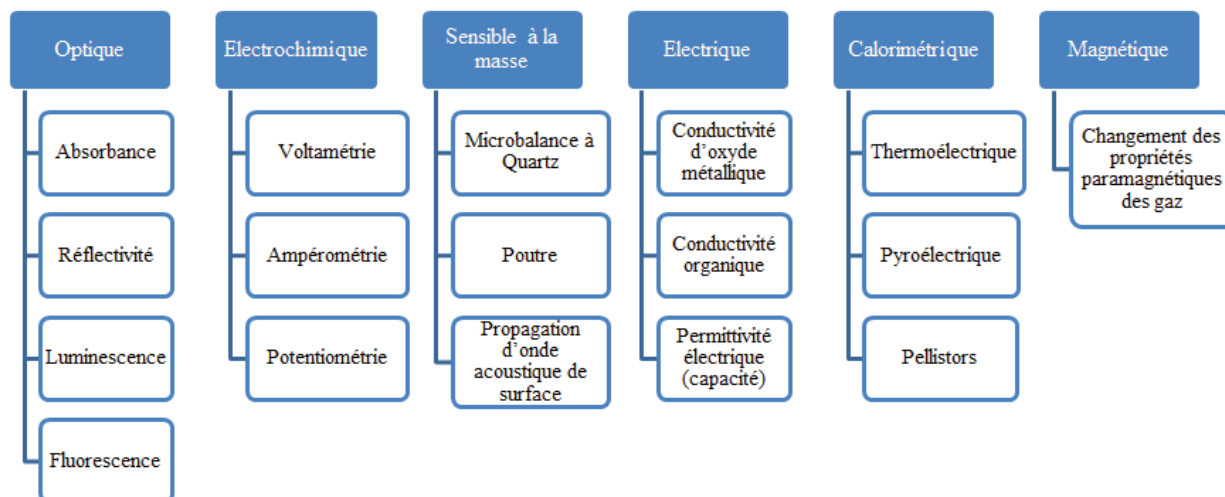 Optique
Absorbance
Réflectivité
Luminescence
Fluorescence
Electrochimique
Voltamétrie
Ampérométrie
Potentiométrie
Sensible à la
masse
Microbalance à
Quartz
Poutre
Propagation
d’onde
acoustique de
surface
Electrique
Conductivité
d’oxyde
métallique
Conductivité
organique
Permittivité
électrique
(capacité)
Calorimétrique
Thermoélectrique
Pyroélectrique
Pellistors
Magnétique
Changement des
propriétés
paramagnétiques
des gaz